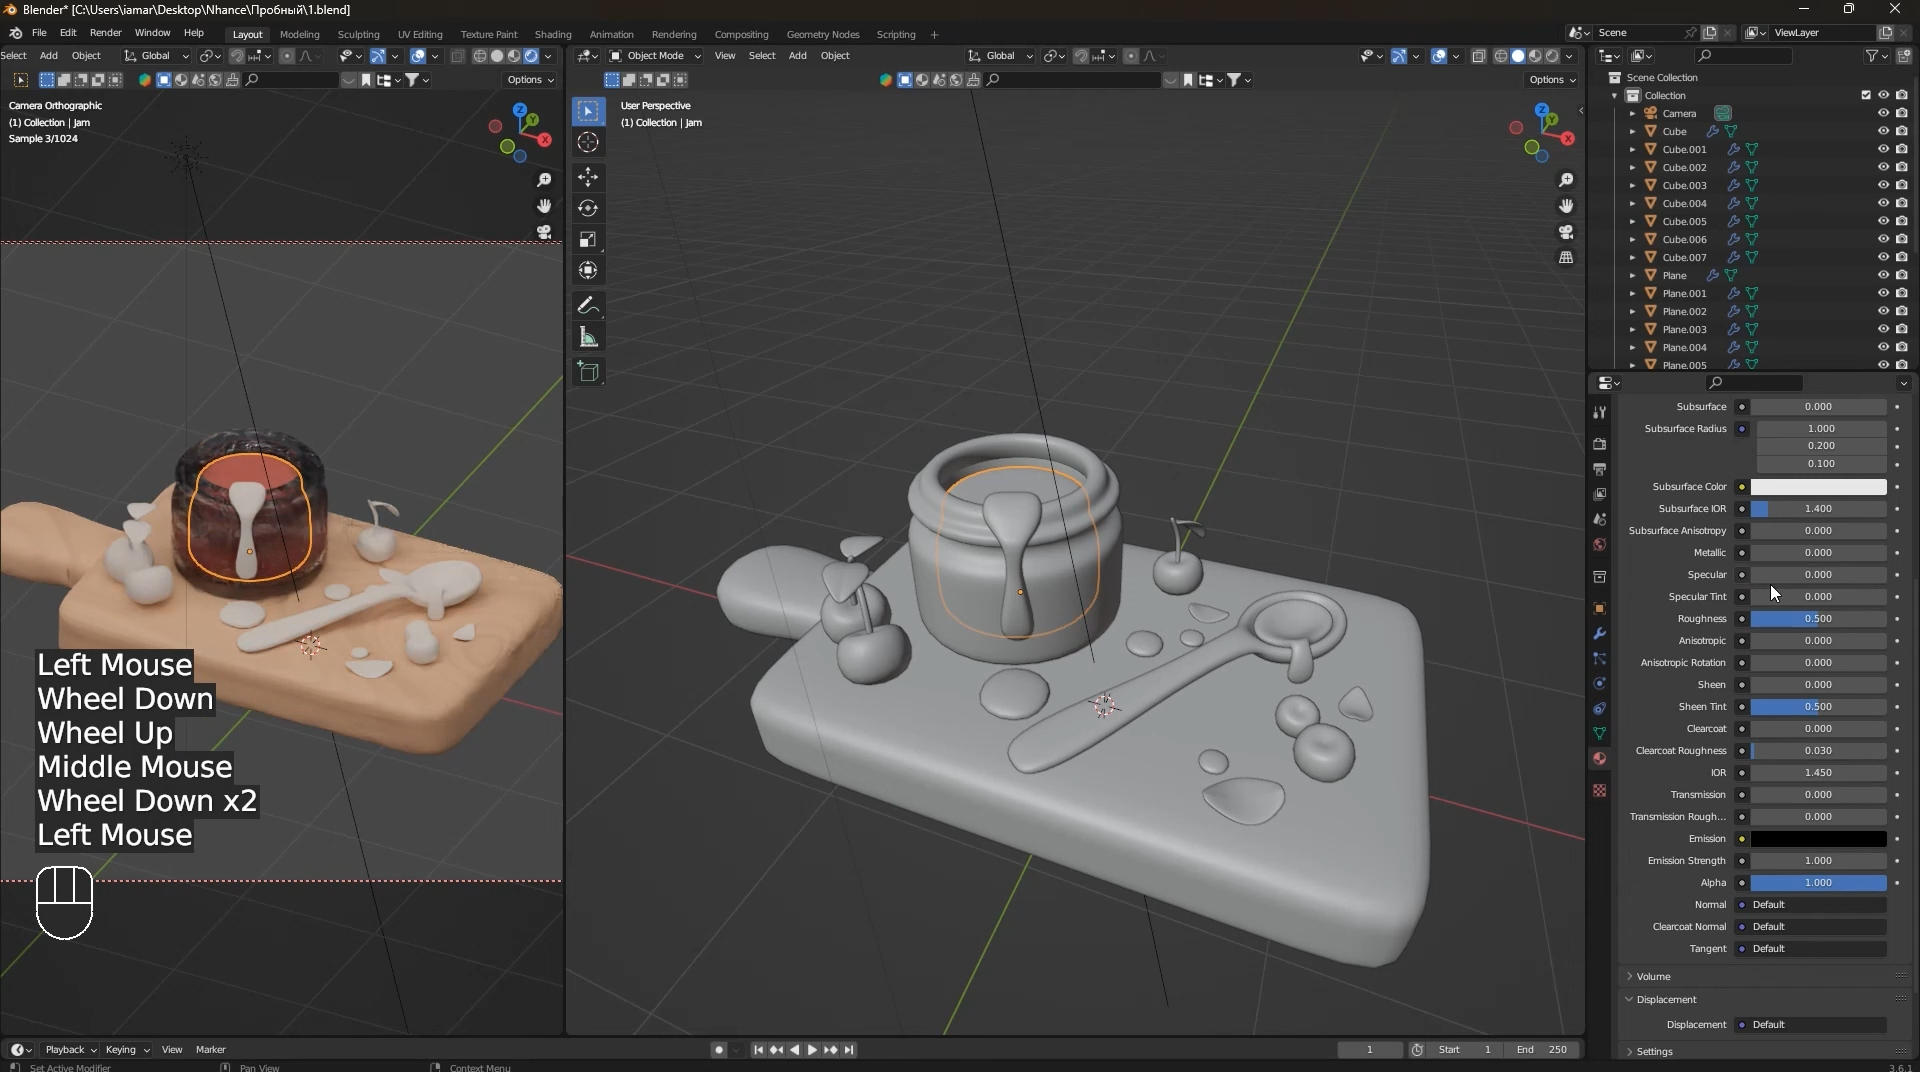 Blender* [C:\Users\iamar\Desktop\Nhance\Пробный\1.blend]
File Edit Render Window Help Layout Modeling Sculpting UV Editing Texture Paint Shading Animation Rendering Compositing Geometry Nodes Scripting + Scene ViewLayer
Select Add Object Global Object Mode View Select Add Object Global
Options Options
Camera Orthographic
(1) Collection | Jam
Sample 3/1024
User Perspective
(1) Collection | Jam
Z Y X
Z Y X
Scene Collection
Collection
Camera
Cube
Cube.001
Cube.002
Cube.003
Cube.004
Cube.005
Cube.006
Cube.007
Plane
Plane.001
Plane.002
Plane.003
Plane.004
Plane.005
Subsurface 0.000
Subsurface Radius 1.000
0.200
0.100
Subsurface Color
Subsurface IOR 1.400
Subsurface Anisotropy 0.000
Metallic 0.000
Specular 0.000
Specular Tint 0.000
Roughness 0.500
Anisotropic 0.000
Anisotropic Rotation 0.000
Sheen 0.000
Sheen Tint 0.500
Clearcoat 0.000
Clearcoat Roughness 0.030
IOR 1.450
Transmission 0.000
Transmission Rough... 0.000
Emission
Emission Strength 1.000
Alpha 1.000
Normal Default
Clearcoat Normal Default
Tangent Default
Volume
Displacement
Displacement Default
Settings
Left Mouse
Wheel Down
Wheel Up
Middle Mouse
Wheel Down x2
Left Mouse
Playback Keying View Marker 1 Start 1 End 250
Set Active Modifier Pan View Context Menu 3.6.1